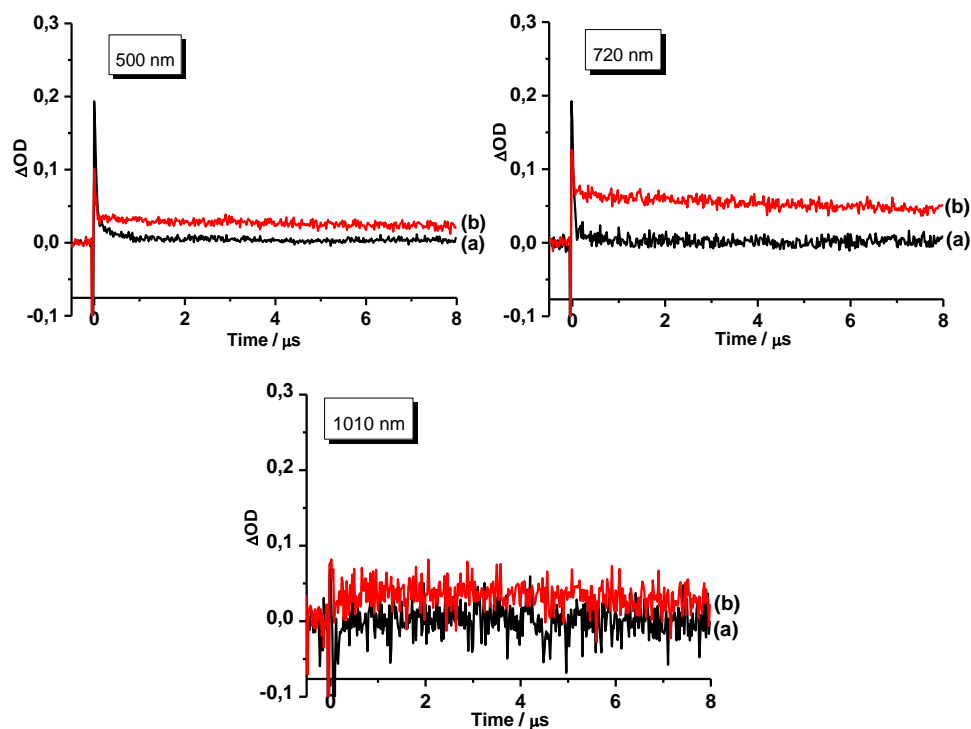 0,3
0,2
0,1
0,0
-0,1
ΔOD
500 nm
(b)
(a)
0 2 4 6 8
Time / μs
0,3
0,2
0,1
0,0
-0,1
ΔOD
720 nm
(b)
(a)
0 2 4 6 8
Time / μs
0,3
0,2
0,1
0,0
-0,1
ΔOD
1010 nm
(b)
(a)
0 2 4 6 8
Time / μs